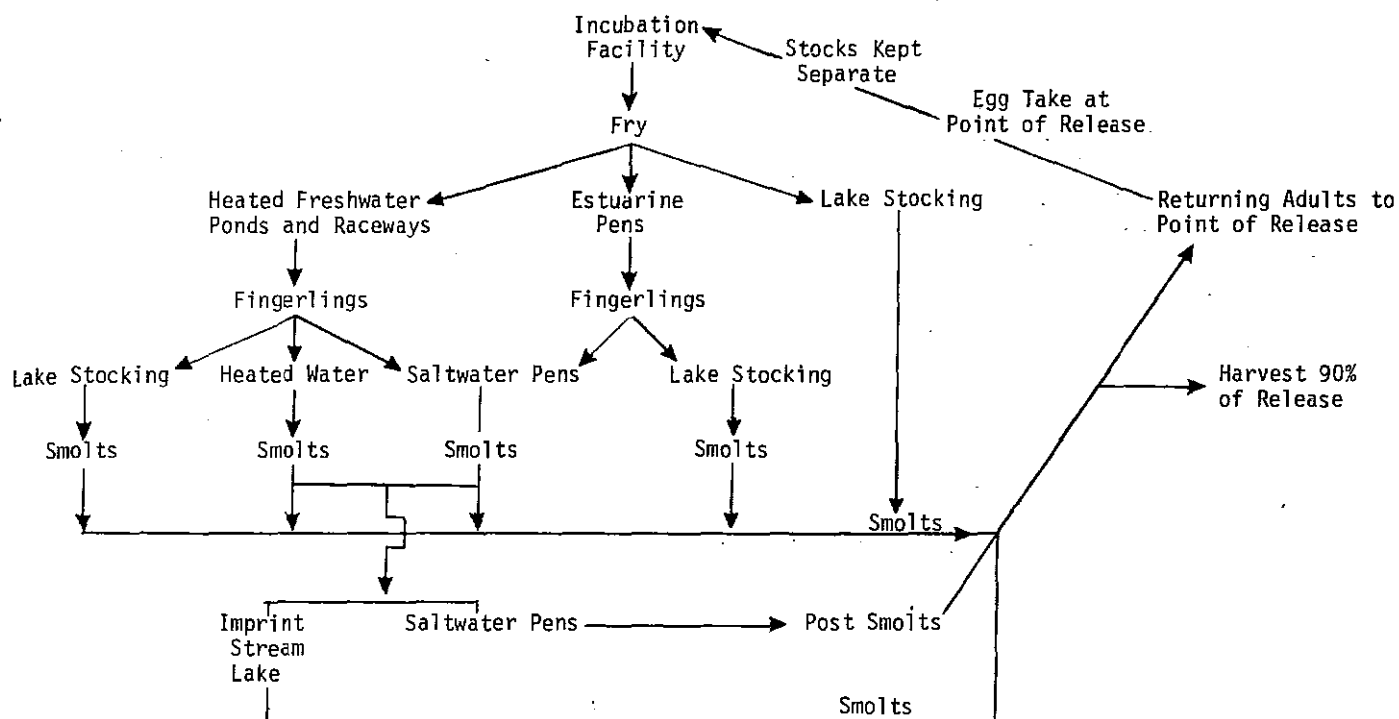 Incubation
Facility
Stocks Kept
Separate
Egg Take at
Point of Release
Fry
Heated Freshwater
Ponds and Raceways
Estuarine
Pens
Lake Stocking
Returning Adults to
Point of Release
Fingerlings
Fingerlings
Lake Stocking
Heated Water
Saltwater Pens
Lake Stocking
Harvest 90%
of Release
Smolts
Smolts
Smolts
Smolts
Smolts
Imprint
Stream
Lake
Saltwater Pens
Post Smolts
Smolts